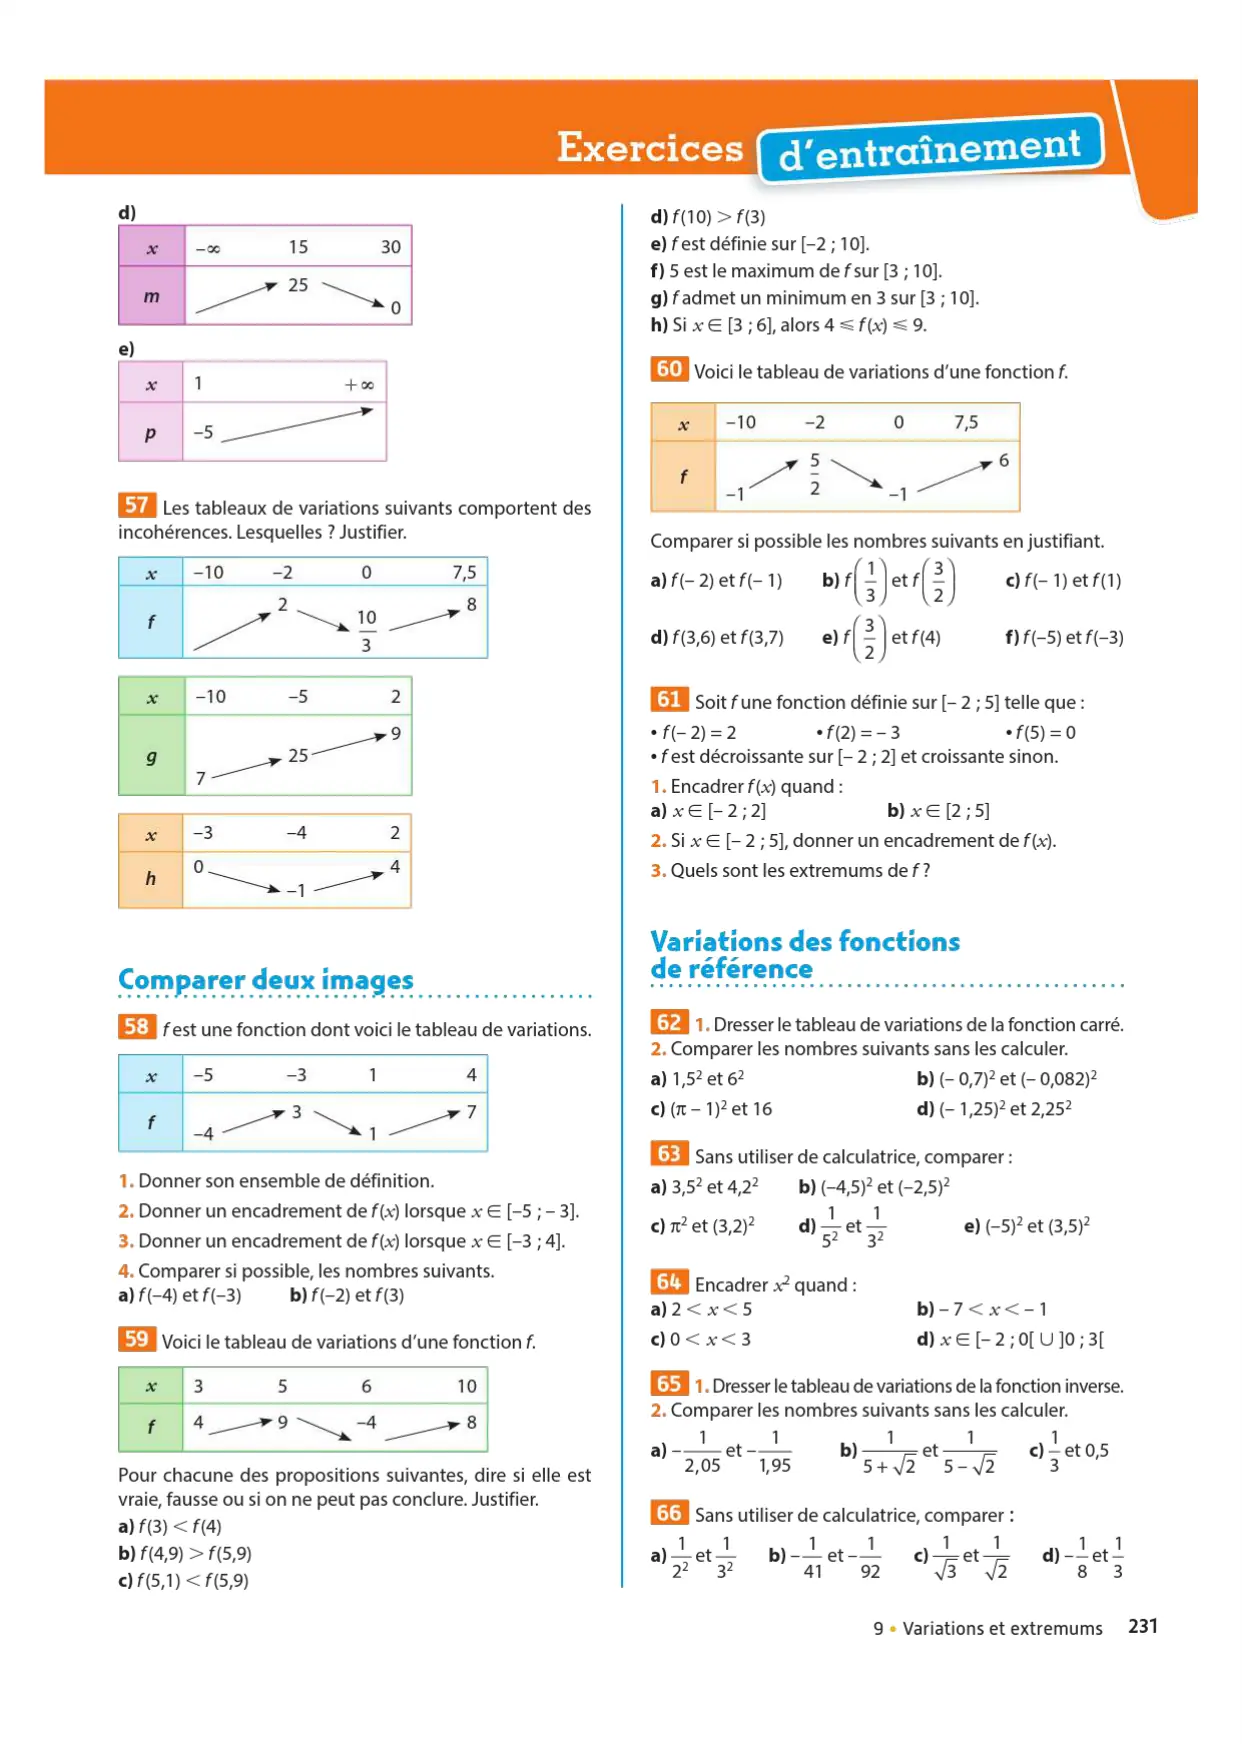 Exercices d'entraînement
d)
x –∞ 15 30
m 25 0
e)
x 1 +∞
p –5
57 Les tableaux de variations suivants comportent des
incohérences. Lesquelles ? Justifier.
x –10 –2 0 7,5
f 2 10/3 8
x –10 –5 2
g 7 25 9
x –3 –4 2
h 0 –1 4
Comparer deux images
58 f est une fonction dont voici le tableau de variations.
x –5 –3 1 4
f –4 3 1 7
1. Donner son ensemble de définition.
2. Donner un encadrement de f(x) lorsque x ∈ [–5 ; – 3].
3. Donner un encadrement de f(x) lorsque x ∈ [–3 ; 4].
4. Comparer si possible, les nombres suivants.
a) f(–4) et f(–3) b) f(–2) et f(3)
59 Voici le tableau de variations d'une fonction f.
x 3 5 6 10
f 4 9 –4 8
Pour chacune des propositions suivantes, dire si elle est
vraie, fausse ou si on ne peut pas conclure. Justifier.
a) f(3) < f(4)
b) f(4,9) > f(5,9)
c) f(5,1) < f(5,9)
d) f(10) > f(3)
e) f est définie sur [–2 ; 10].
f) 5 est le maximum de f sur [3 ; 10].
g) f admet un minimum en 3 sur [3 ; 10].
h) Si x ∈ [3 ; 6], alors 4 ⩽ f(x) ⩽ 9.
60 Voici le tableau de variations d'une fonction f.
x –10 –2 0 7,5
f –1 5/2 –1 6
Comparer si possible les nombres suivants en justifiant.
a) f(– 2) et f(– 1) b) f(1/3) et f(3/2) c) f(– 1) et f(1)
d) f(3,6) et f(3,7) e) f(3/2) et f(4) f) f(–5) et f(–3)
61 Soit f une fonction définie sur [– 2 ; 5] telle que :
• f(– 2) = 2 • f(2) = – 3 • f(5) = 0
• f est décroissante sur [– 2 ; 2] et croissante sinon.
1. Encadrer f(x) quand :
a) x ∈ [– 2 ; 2] b) x ∈ [2 ; 5]
2. Si x ∈ [– 2 ; 5], donner un encadrement de f(x).
3. Quels sont les extremums de f ?
Variations des fonctions
de référence
62 1. Dresser le tableau de variations de la fonction carré.
2. Comparer les nombres suivants sans les calculer.
a) 1,5² et 6² b) (– 0,7)² et (– 0,082)²
c) (π – 1)² et 16 d) (– 1,25)² et 2,25²
63 Sans utiliser de calculatrice, comparer :
a) 3,5² et 4,2² b) (–4,5)² et (–2,5)²
c) π² et (3,2)² d) 1/5² et 1/3² e) (–5)² et (3,5)²
64 Encadrer x² quand :
a) 2 < x < 5 b) – 7 < x < – 1
c) 0 < x < 3 d) x ∈ [– 2 ; 0[ ∪ ]0 ; 3[
65 1. Dresser le tableau de variations de la fonction inverse.
2. Comparer les nombres suivants sans les calculer.
a) –1/2,05 et –1/1,95 b) 1/(5 + √2) et 1/(5 – √2) c) 1/3 et 0,5
66 Sans utiliser de calculatrice, comparer :
a) 1/2² et 1/3² b) –1/41 et –1/92 c) 1/√3 et 1/√2 d) –1/8 et 1/3
9 • Variations et extremums 231